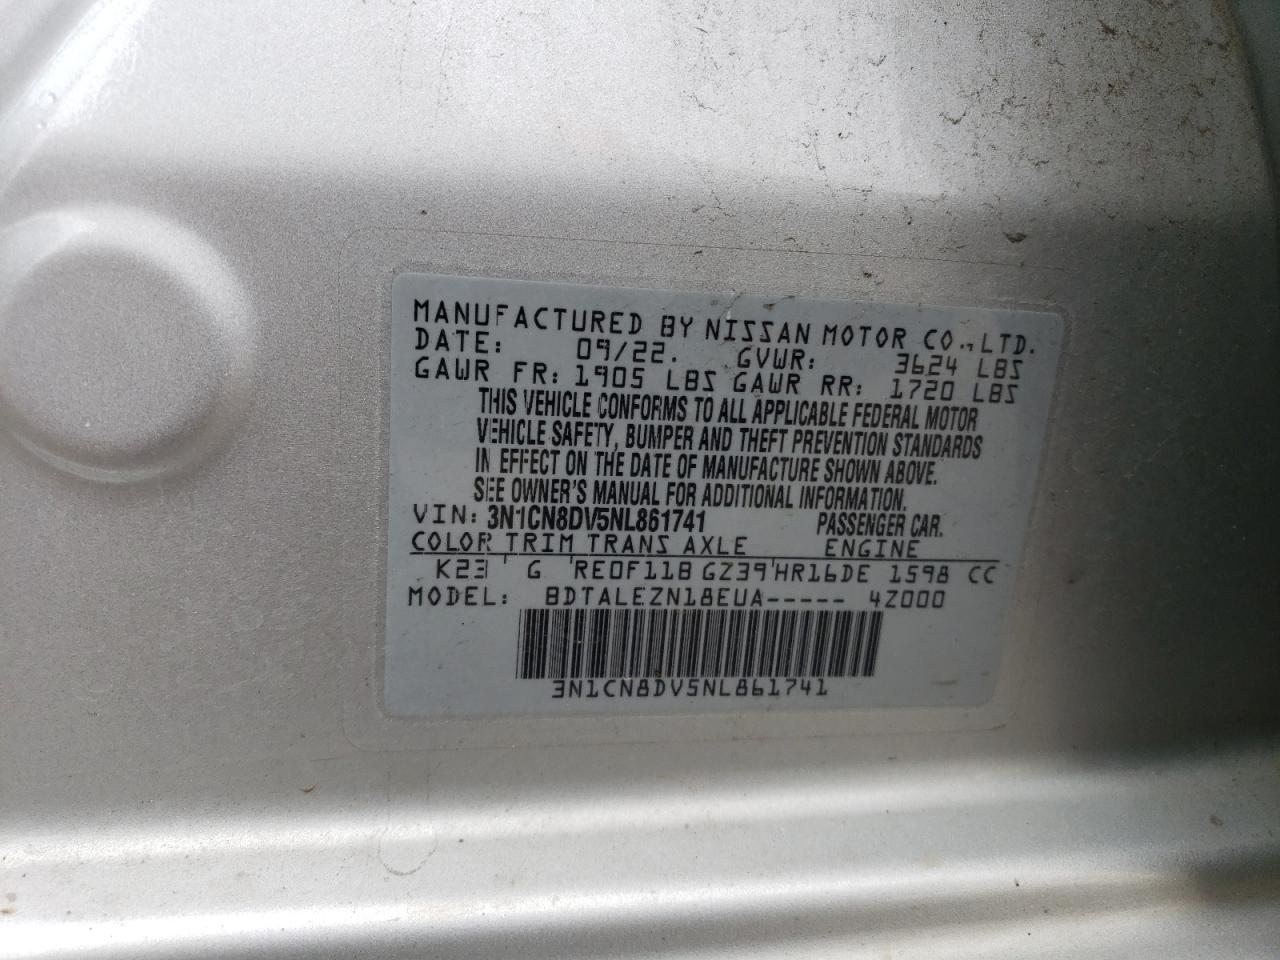 MANUFACTURED BY NISSAN MOTOR CO., LTD.
DATE: 09/22. GVWR: 3624 LBS
GAWR FR: 1905 LBS GAWR RR: 1720 LBS
THIS VEHICLE CONFORMS TO ALL APPLICABLE FEDERAL MOTOR
VEHICLE SAFETY, BUMPER AND THEFT PREVENTION STANDARDS
IN EFFECT ON THE DATE OF MANUFACTURE SHOWN ABOVE.
SEE OWNER'S MANUAL FOR ADDITIONAL INFORMATION.
VIN: 3N1CN8DV5NL861741 PASSENGER CAR.
COLOR TRIM TRANS AXLE ENGINE
K23 G RE0F11B GZ39 HR16DE 1598 CC
MODEL: BDTALEZN18EUA----- 4Z000
3N1CN8DV5NL861741